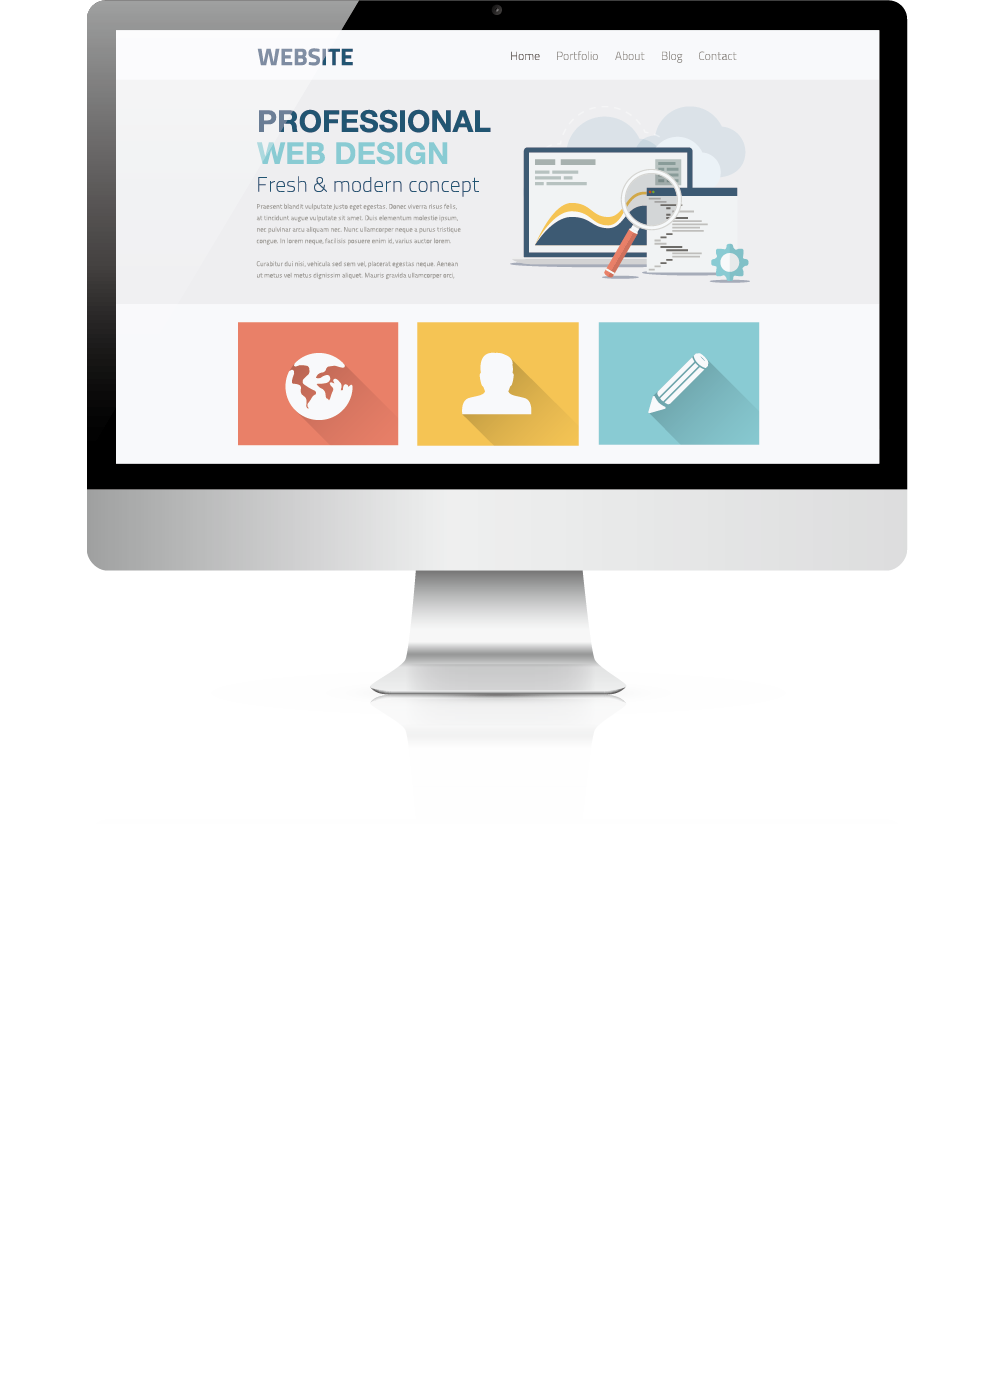 WEBSITE
Home Portfolio About Blog Contact
PROFESSIONAL
WEB DESIGN
Fresh & modern concept
Praesent blandit vulputate justo eget egestas. Donec viverra risus felis,
at tincidunt augue vulputate sit amet. Duis elementum molestie ipsum,
nec pulvinar arcu aliquam nec. Nunc ullamcorper neque a purus tristique
congue. In lorem neque, facilisis posuere enim id, varius auctor lorem.
Curabitur dui nisi, vehicula sed sem vel, placerat egestas neque. Aenean
ut metus vel metus dignissim aliquet. Mauris gravida ullamcorper orci,